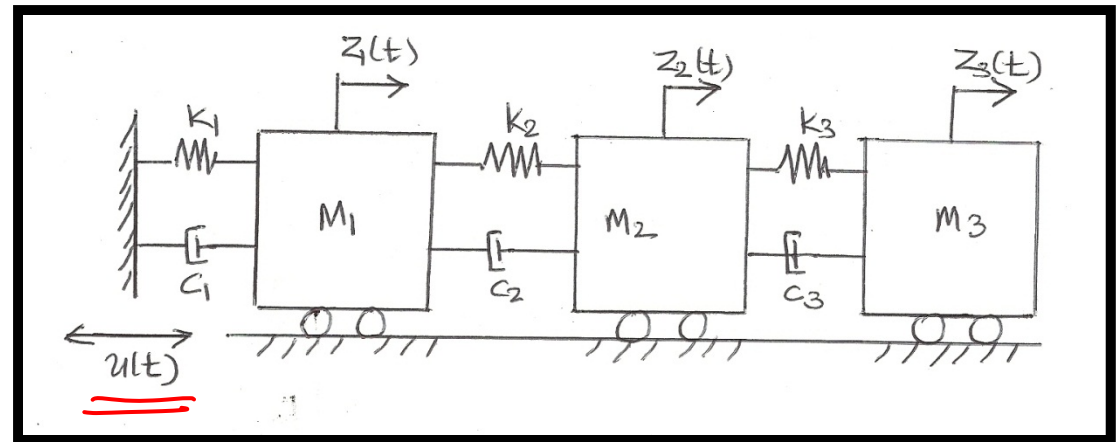 Z1(t)
Z2(t)
Z3(t)
K1
K2
K3
M1
M2
M3
C1
C2
C3
u(t)